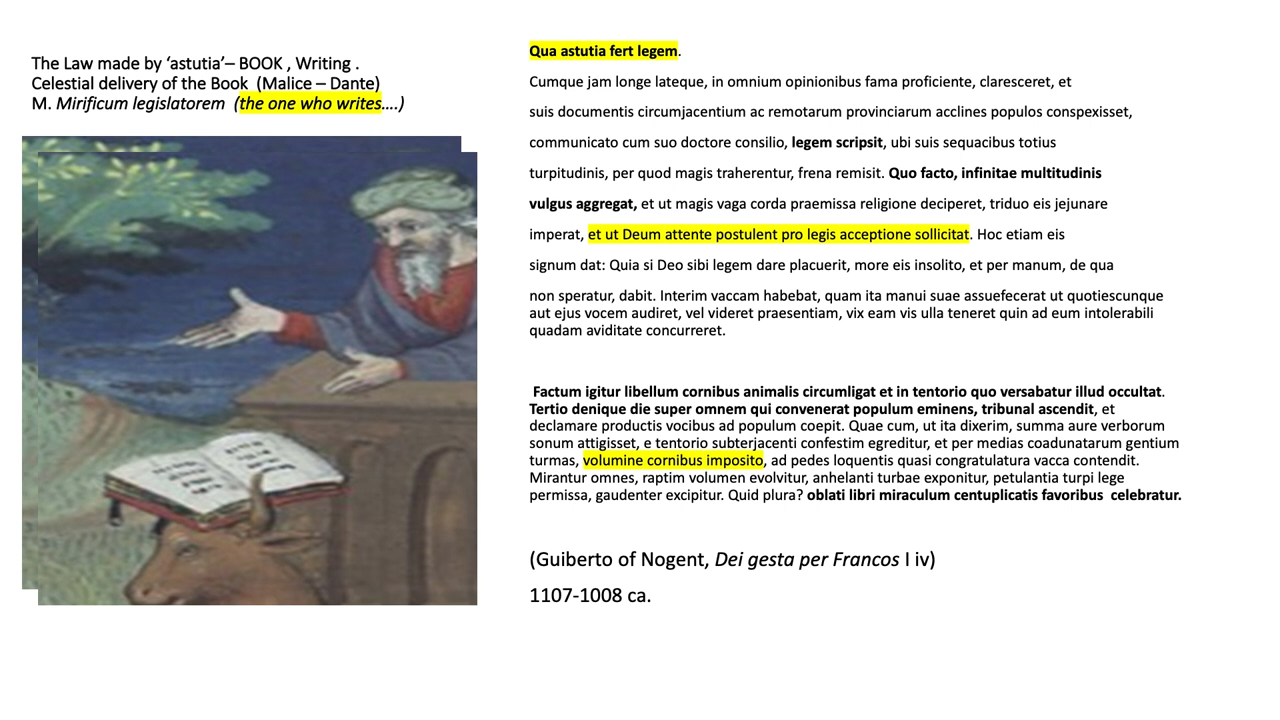 The Law made by ‘astutia’– BOOK , Writing .
Celestial delivery of the Book  (Malice – Dante)
M. Mirificum legislatorem  (the one who writes….)
Qua astutia fert legem.
Cumque jam longe lateque, in omnium opinionibus fama proficiente, claresceret, et
suis documentis circumjacentium ac remotarum provinciarum acclines populos conspexisset,
communicato cum suo doctore consilio, legem scripsit, ubi suis sequacibus totius
turpitudinis, per quod magis traherentur, frena remisit. Quo facto, infinitae multitudinis
vulgus aggregat, et ut magis vaga corda praemissa religione deciperet, triduo eis jejunare
imperat, et ut Deum attente postulent pro legis acceptione sollicitat. Hoc etiam eis
signum dat: Quia si Deo sibi legem dare placuerit, more eis insolito, et per manum, de qua
non speratur, dabit. Interim vaccam habebat, quam ita manui suae assuefecerat ut quotiescunque
aut ejus vocem audiret, vel videret praesentiam, vix eam vis ulla teneret quin ad eum intolerabili
quadam aviditate concurreret.
Factum igitur libellum cornibus animalis circumligat et in tentorio quo versabatur illud occultat.
Tertio denique die super omnem qui convenerat populum eminens, tribunal ascendit, et
declamare productis vocibus ad populum coepit. Quae cum, ut ita dixerim, summa aure verborum
sonum attigisset, e tentorio subterjacenti confestim egreditur, et per medias coadunatarum gentium
turmas, volumine cornibus imposito, ad pedes loquentis quasi congratulatura vacca contendit.
Mirantur omnes, raptim volumen evolvitur, anhelanti turbae exponitur, petulantia turpi lege
permissa, gaudenter excipitur. Quid plura? oblati libri miraculum centuplicatis favoribus  celebratur.
(Guiberto of Nogent, Dei gesta per Francos I iv)
1107-1008 ca.